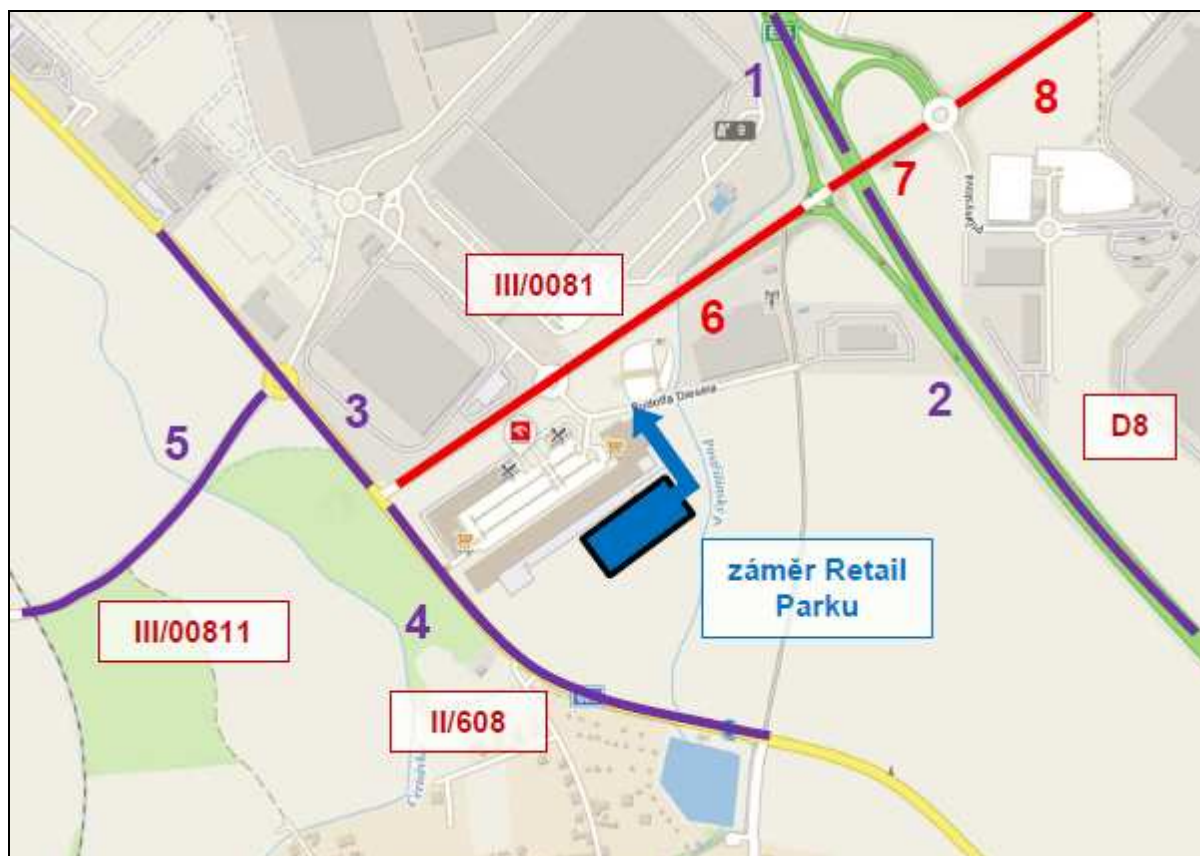 1
8
7
III/0081
6
2
Rudolfa Diesela
3
D8
5
záměr Retail
Parku
III/00811
4
II/608